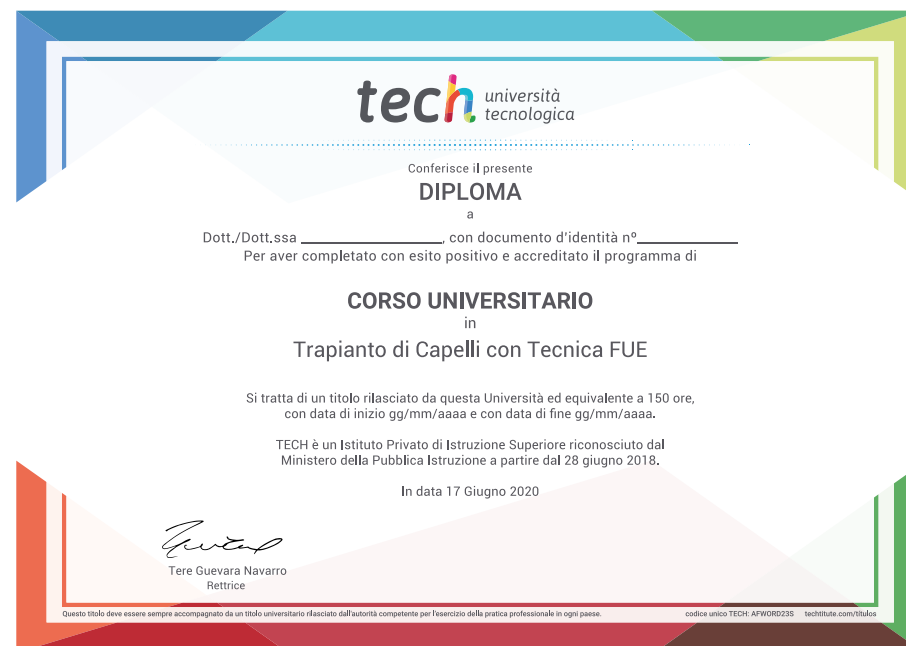 tech università
tecnologica
Conferisce il presente
DIPLOMA
a
Dott./Dott.ssa ____________________, con documento d'identità nº______________
Per aver completato con esito positivo e accreditato il programma di
CORSO UNIVERSITARIO
in
Trapianto di Capelli con Tecnica FUE
Si tratta di un titolo rilasciato da questa Università ed equivalente a 150 ore,
con data di inizio gg/mm/aaaa e con data di fine gg/mm/aaaa.
TECH è un Istituto Privato di Istruzione Superiore riconosciuto dal
Ministero della Pubblica Istruzione a partire dal 28 giugno 2018.
In data 17 Giugno 2020
Tere Guevara Navarro
Rettrice
Questo titolo deve essere sempre accompagnato da un titolo universitario rilasciato dall'autorità competente per l'esercizio della pratica professionale in ogni paese. codice unico TECH: AFWORD23S techtitute.com/titulos